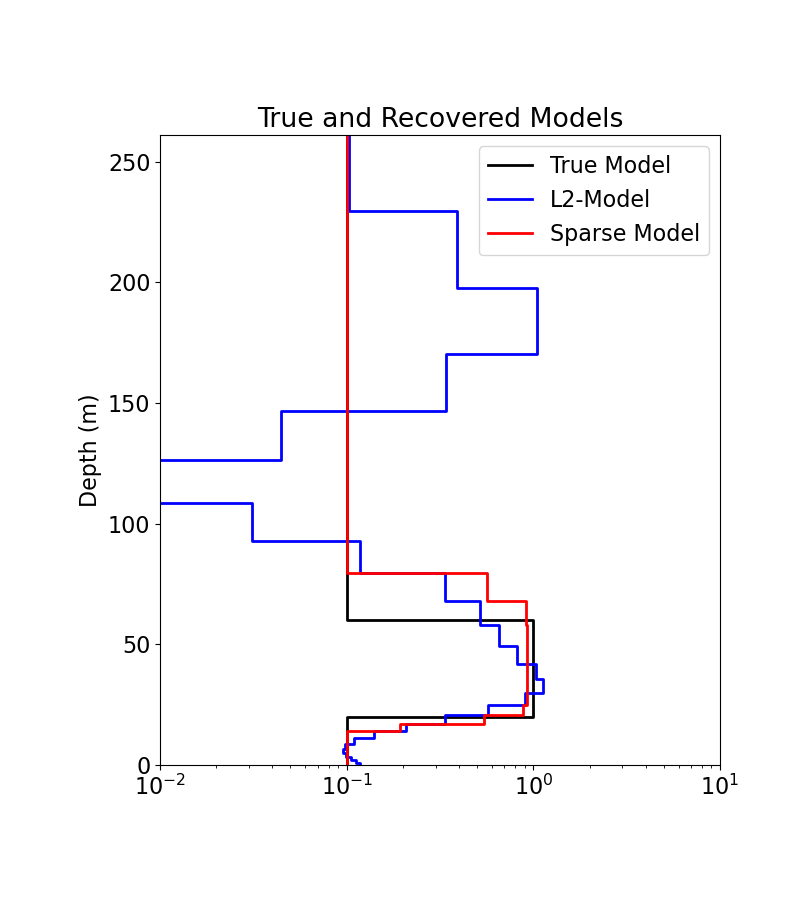 True and Recovered Models
True Model
L2-Model
Sparse Model
Depth (m)
250
200
150
100
50
0
10⁻² 10⁻¹ 10⁰ 10¹